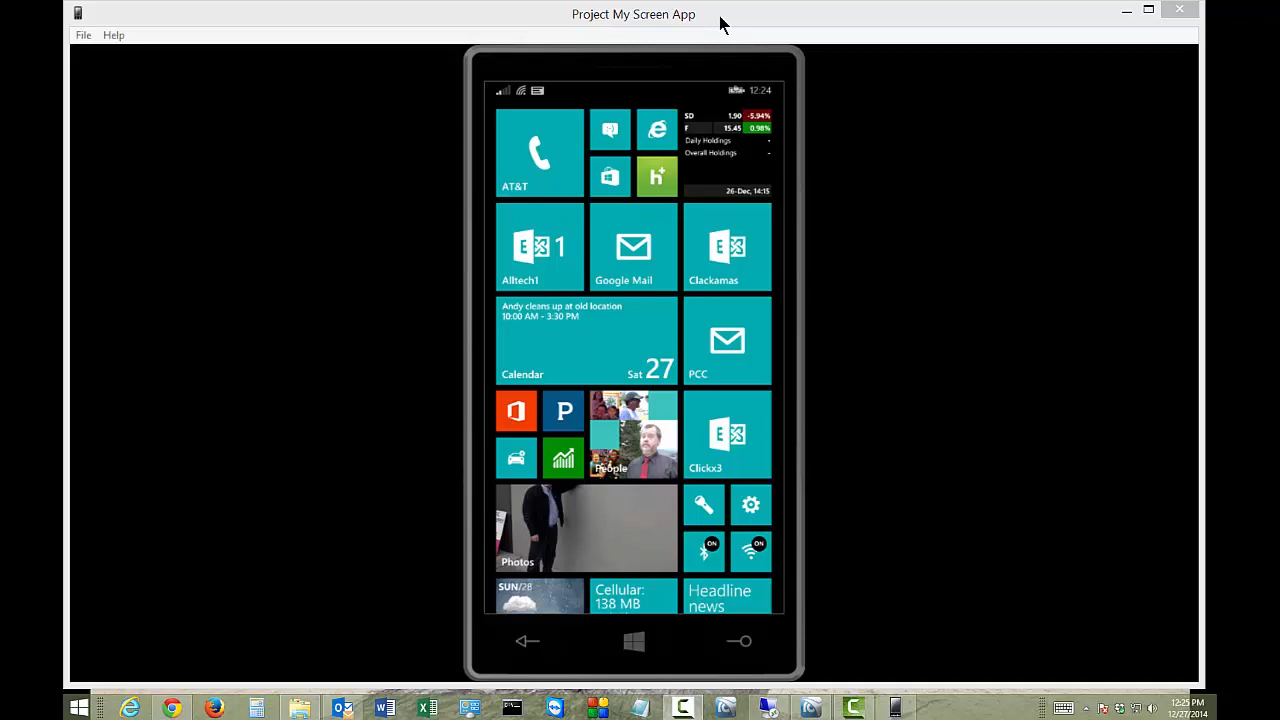 Project My Screen App
File
Help
12:24
AT&T
h+
SD 1.90 -5.94%
F 15.45 0.98%
Daily Holdings -
Overall Holdings -
26-Dec, 14:15
1
Alltech1
Google Mail
Clackamas
Andy cleans up at old location
10:00 AM - 3:30 PM
Calendar
Sat 27
PCC
P
People
Clickx3
Photos
ON
ON
SUN/28
Cellular:
138 MB
Headline
news
12:25 PM
12/27/2014